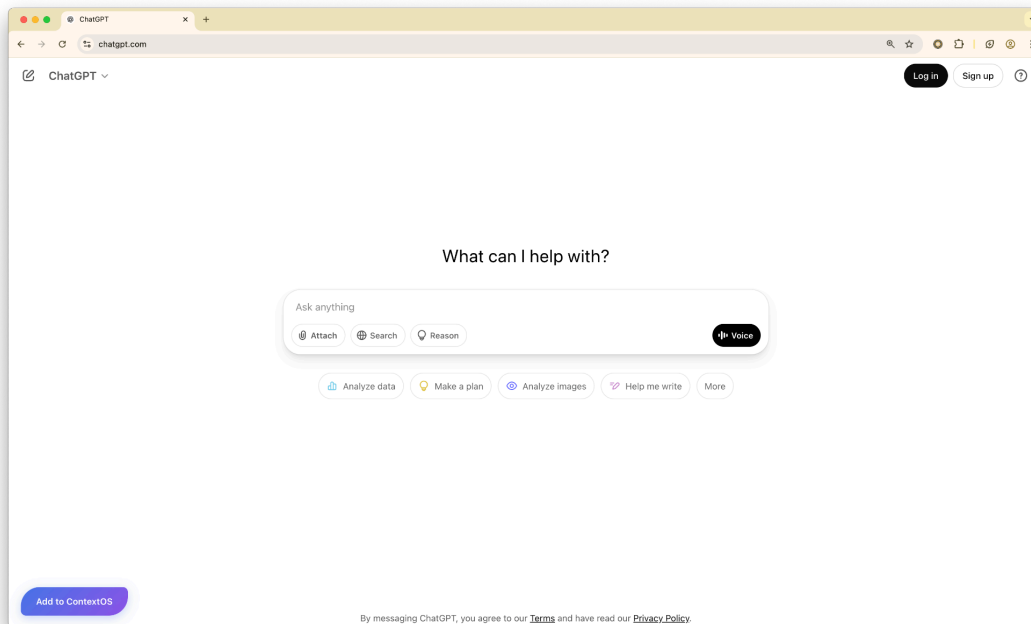 ChatGPT
chatgpt.com
ChatGPT
Log in
Sign up
What can I help with?
Ask anything
Attach
Search
Reason
Voice
Analyze data
Make a plan
Analyze images
Help me write
More
Add to ContextOS
By messaging ChatGPT, you agree to our Terms and have read our Privacy Policy.